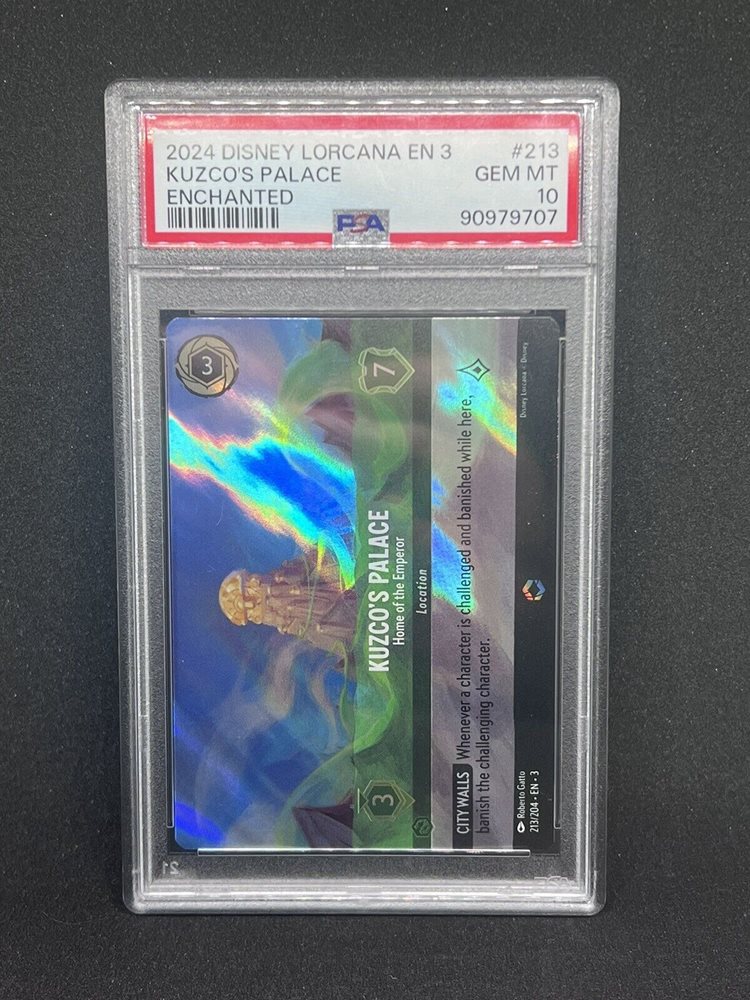 2024 DISNEY LORCANA EN 3 #213
KUZCO'S PALACE GEM MT
ENCHANTED 10
PSA 90979707
3
7
KUZCO'S PALACE
Home of the Emperor
Location
3
CITY WALLS Whenever a character is challenged and banished while here,
banish the challenging character.
Roberto Gatto
213/204 • EN • 3
Disney Lorcana © Disney
21